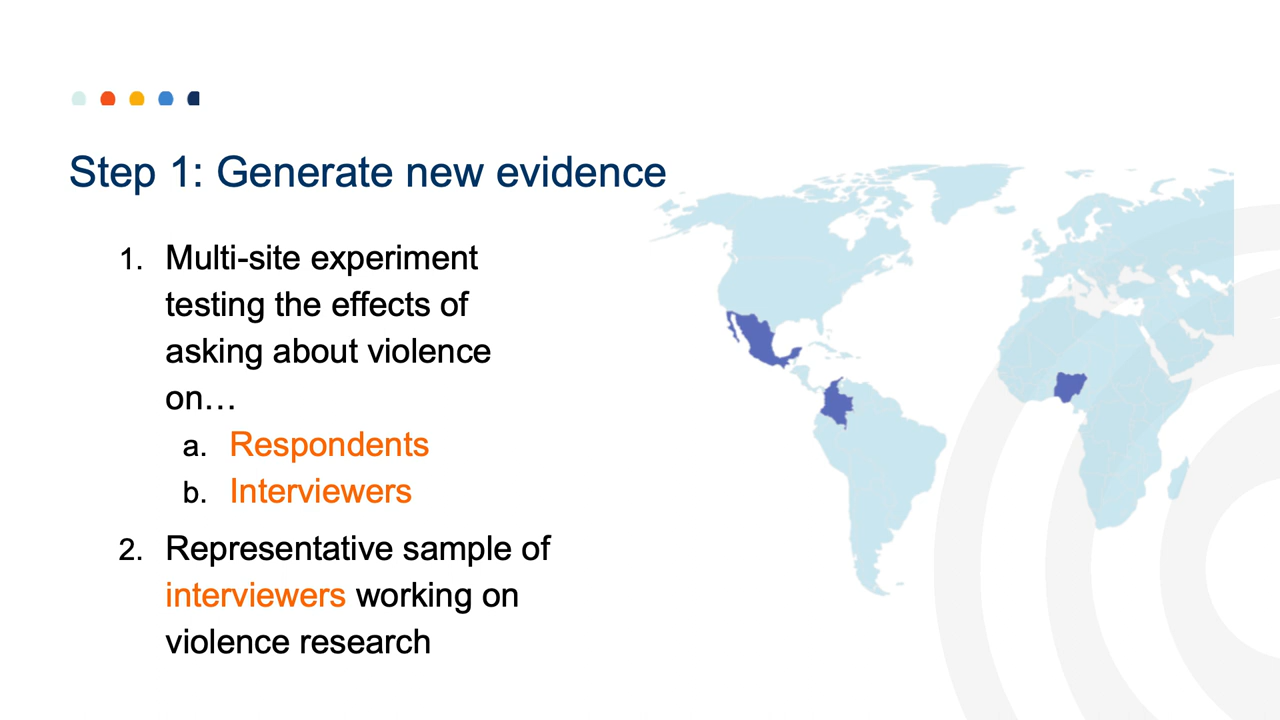 Step 1: Generate new evidence
1. Multi-site experiment
testing the effects of
asking about violence
on…
a. Respondents
b. Interviewers
2. Representative sample of
interviewers working on
violence research